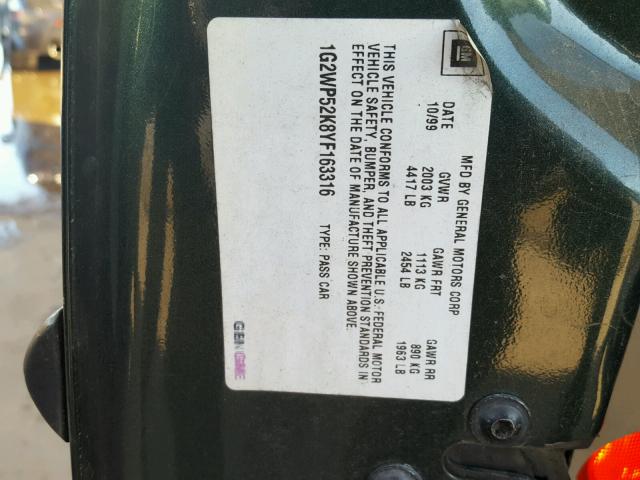 GM
MFD BY GENERAL MOTORS CORP
DATE GVWR GAWR FRT GAWR RR
10/99 2003 KG 1113 KG 890 KG
4417 LB 2454 LB 1963 LB
THIS VEHICLE CONFORMS TO ALL APPLICABLE U.S. FEDERAL MOTOR
VEHICLE SAFETY, BUMPER, AND THEFT PREVENTION STANDARDS IN
EFFECT ON THE DATE OF MANUFACTURE SHOWN ABOVE.
1G2WP52K8YF163316 TYPE: PASS CAR